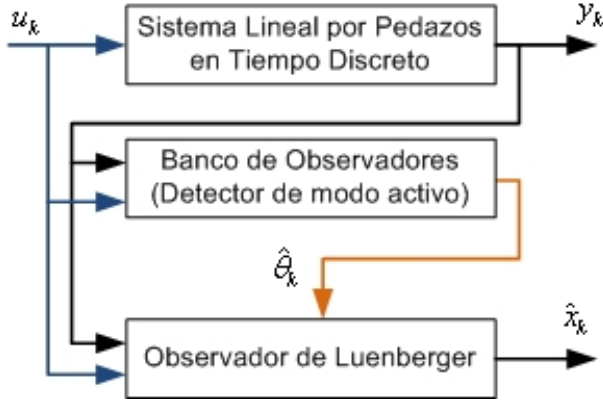 u_k
Sistema Lineal por Pedazos
en Tiempo Discreto
y_k
Banco de Observadores
(Detector de modo activo)
θ̂_k
Observador de Luenberger
x̂_k